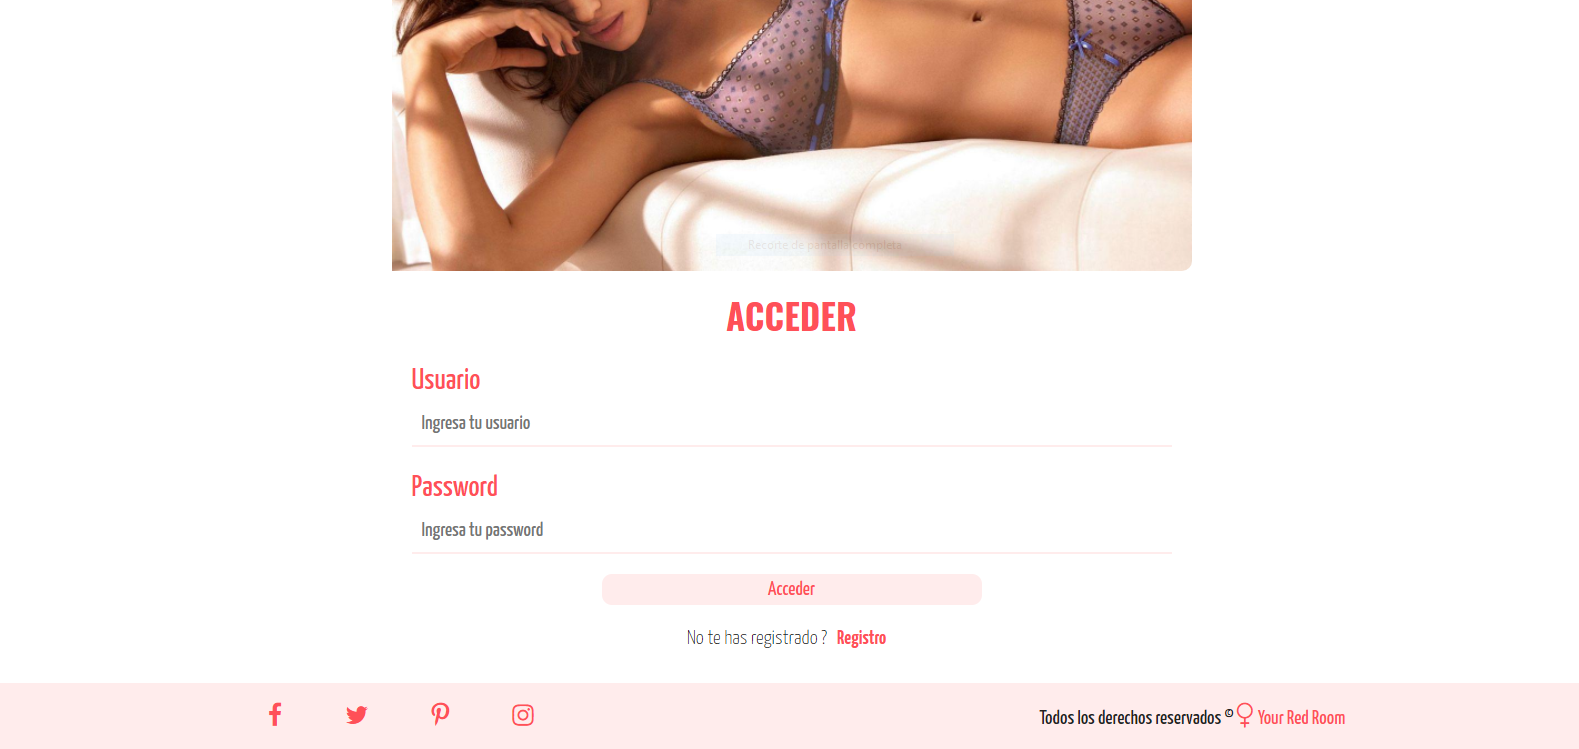 Recorte de pantalla completa
ACCEDER
Usuario
Ingresa tu usuario
Password
Ingresa tu password
Acceder
No te has registrado ? Registro
Todos los derechos reservados © Your Red Room